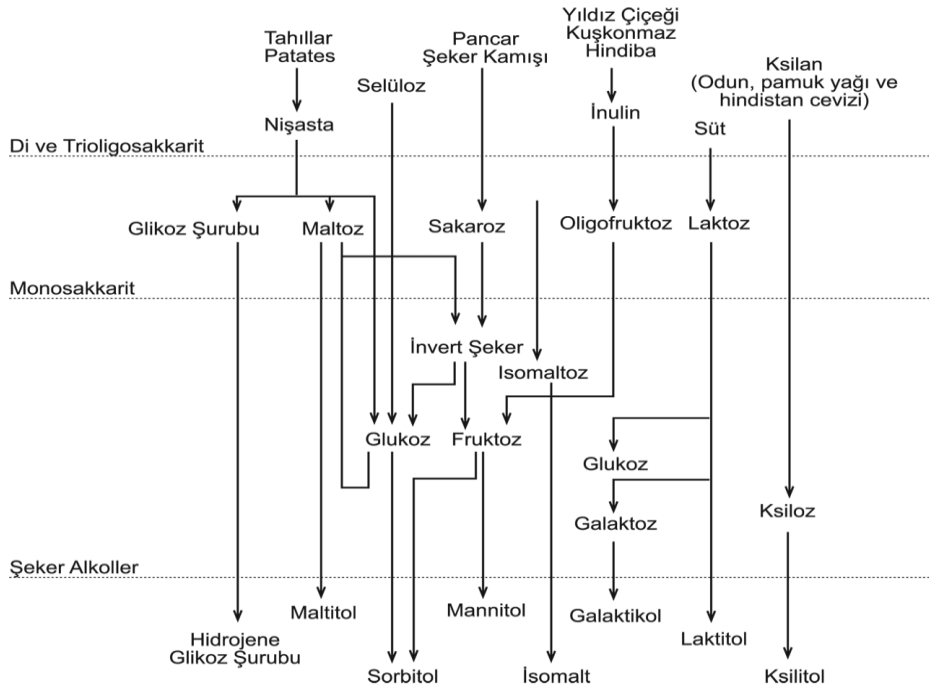 Tahıllar
Patates
Pancar
Şeker Kamışı
Yıldız Çiçeği
Kuşkonmaz
Hindiba
Ksilan
(Odun, pamuk yağı ve
hindistan cevizi)
Selüloz
Nişasta
İnulin
Süt
Di ve Trioligosakkarit
Glikoz Şurubu
Maltoz
Sakaroz
Oligofruktoz
Laktoz
Monosakkarit
İnvert Şeker
Isomaltoz
Glukoz
Fruktoz
Glukoz
Galaktoz
Ksiloz
Şeker Alkoller
Maltitol
Mannitol
Galaktikol
Laktitol
Hidrojene
Glikoz Şurubu
Sorbitol
İsomalt
Ksilitol